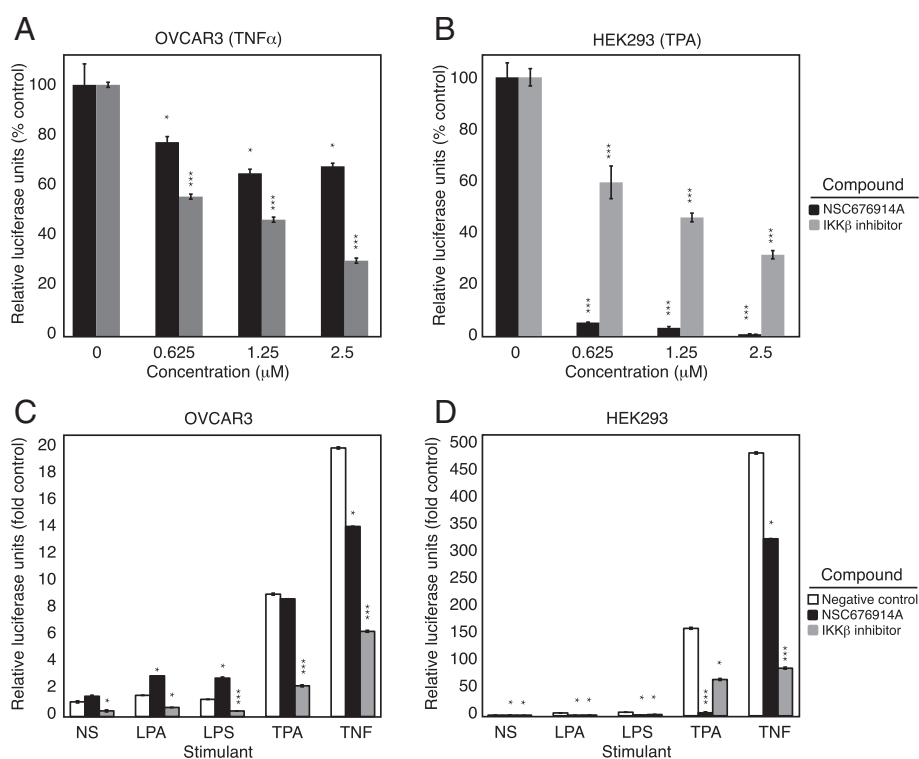 A
OVCAR3 (TNFα)
Relative luciferase units (% control)
100
80
60
40
20
0
*
***
*
***
*
***
0 0.625 1.25 2.5
Concentration (μM)
B
HEK293 (TPA)
Relative luciferase units (% control)
100
80
60
40
20
0
***
***
***
***
***
***
0 0.625 1.25 2.5
Concentration (μM)
Compound
NSC676914A
IKKβ inhibitor
C
OVCAR3
Relative luciferase units (fold control)
20
18
16
14
12
10
8
6
4
2
0
*
*
*
*
***
***
*
***
NS LPA LPS TPA TNF
Stimulant
D
HEK293
Relative luciferase units (fold control)
500
450
400
350
300
250
200
150
100
50
0
* *
* *
* *
***
*
*
***
NS LPA LPS TPA TNF
Stimulant
Compound
Negative control
NSC676914A
IKKβ inhibitor